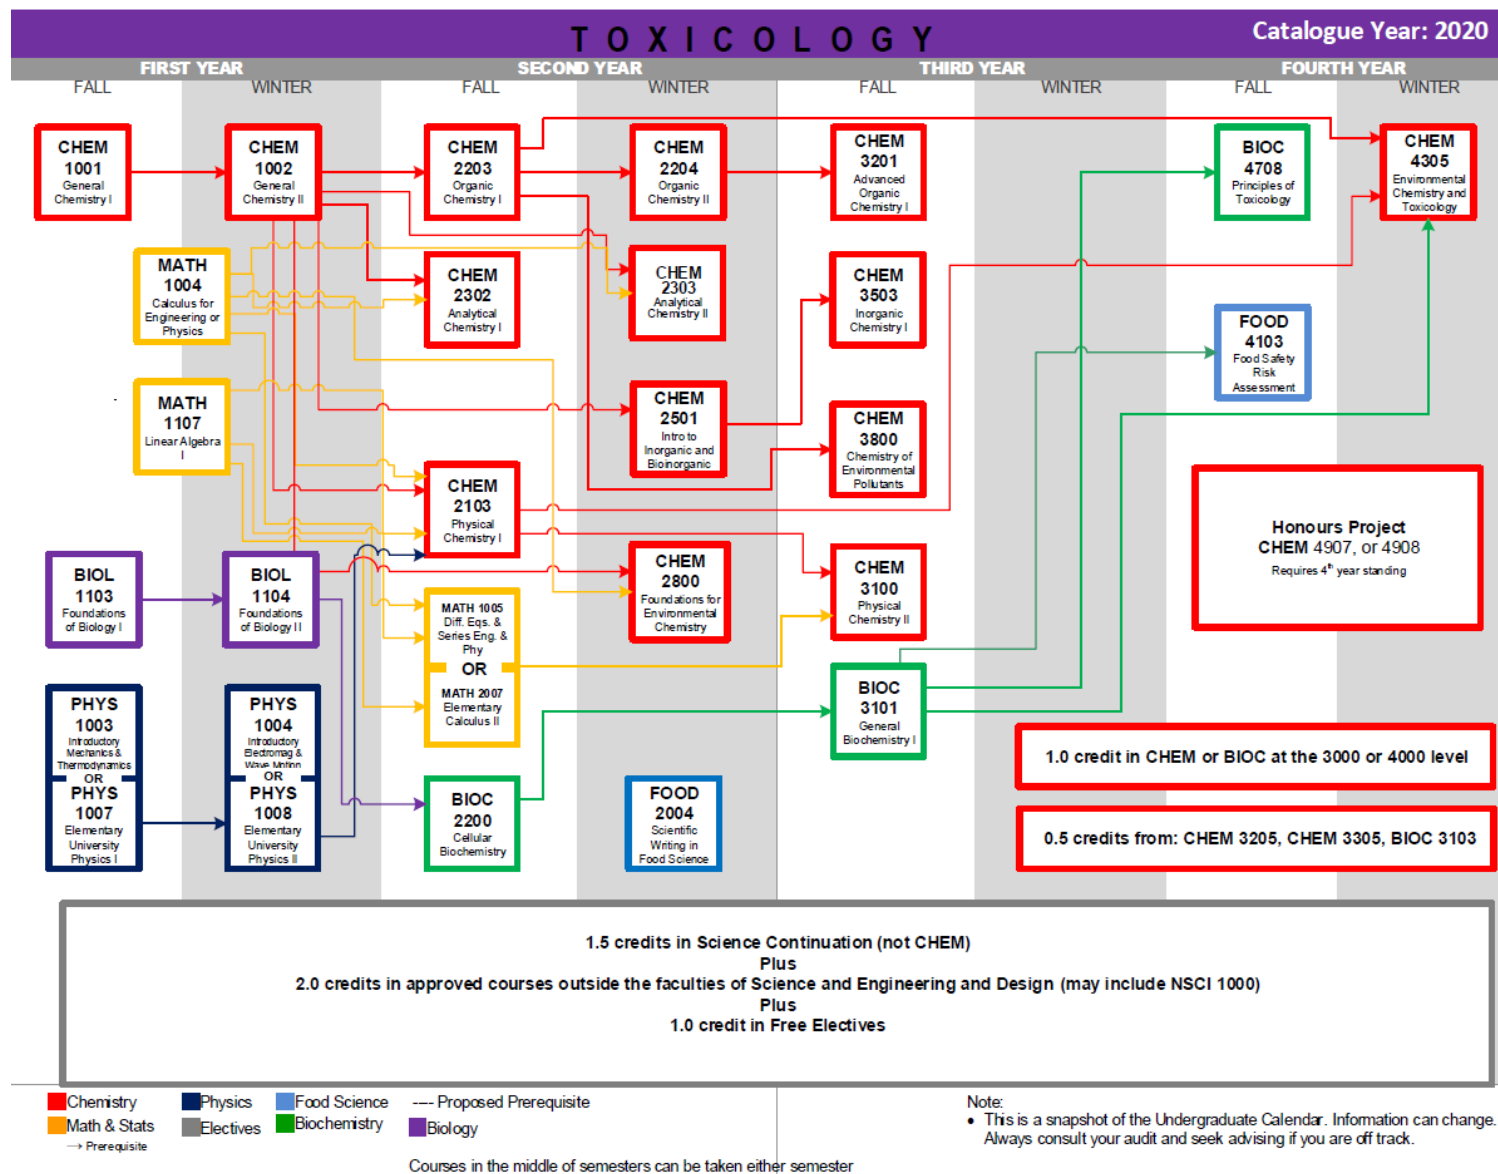 TOXICOLOGY
Catalogue Year: 2020
FIRST YEAR
SECOND YEAR
THIRD YEAR
FOURTH YEAR
FALL
WINTER
FALL
WINTER
FALL
WINTER
FALL
WINTER
CHEM
1001
General
Chemistry I
CHEM
1002
General
Chemistry II
CHEM
2203
Organic
Chemistry I
CHEM
2204
Organic
Chemistry II
CHEM
3201
Advanced
Organic
Chemistry I
BIOC
4708
Principles of
Toxicology
CHEM
4305
Environmental
Chemistry and
Toxicology
MATH
1004
Calculus for
Engineering or
Physics
CHEM
2302
Analytical
Chemistry I
CHEM
2303
Analytical
Chemistry II
CHEM
3503
Inorganic
Chemistry I
FOOD
4103
Food Safety
Risk
Assessment
MATH
1107
Linear Algebra
I
CHEM
2501
Intro to
Inorganic and
Bioinorganic
CHEM
3800
Chemistry of
Environmental
Pollutants
CHEM
2103
Physical
Chemistry I
Honours Project
CHEM 4907, or 4908
Requires 4th year standing
BIOL
1103
Foundations
of Biology I
BIOL
1104
Foundations
of Biology II
CHEM
2800
Foundations for
Environmental
Chemistry
CHEM
3100
Physical
Chemistry II
MATH 1005
Diff. Eqs. &
Series Eng. &
Phy
OR
MATH 2007
Elementary
Calculus II
BIOC
3101
General
Biochemistry I
PHYS
1003
Introductory
Mechanics &
Thermodynamics
OR
PHYS
1007
Elementary
University
Physics I
PHYS
1004
Introductory
Electromag &
Wave Motion
OR
PHYS
1008
Elementary
University
Physics II
BIOC
2200
Cellular
Biochemistry
FOOD
2004
Scientific
Writing in
Food Science
1.0 credit in CHEM or BIOC at the 3000 or 4000 level
0.5 credits from: CHEM 3205, CHEM 3305, BIOC 3103
1.5 credits in Science Continuation (not CHEM)
Plus
2.0 credits in approved courses outside the faculties of Science and Engineering and Design (may include NSCI 1000)
Plus
1.0 credit in Free Electives
Chemistry
Physics
Food Science
---- Proposed Prerequisite
Math & Stats
Electives
Biochemistry
Biology
→ Prerequisite
Courses in the middle of semesters can be taken either semester
Note:
• This is a snapshot of the Undergraduate Calendar. Information can change.
Always consult your audit and seek advising if you are off track.